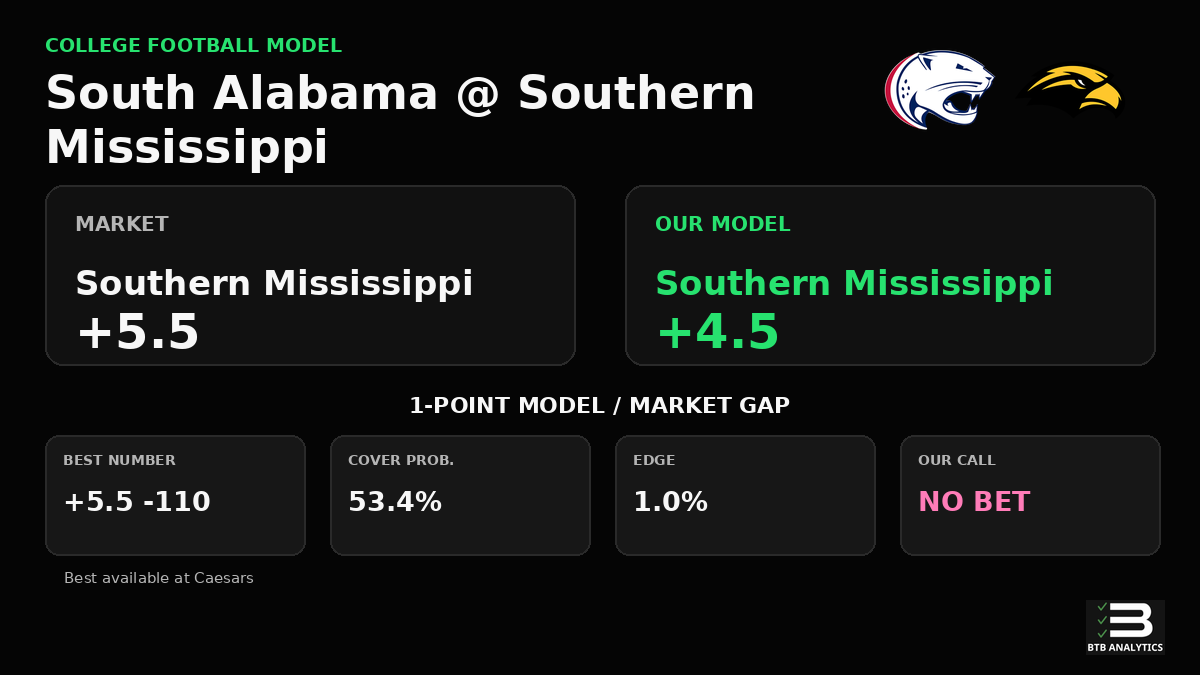 COLLEGE FOOTBALL MODEL
South Alabama @ Southern
Mississippi
MARKET
Southern Mississippi
+5.5
OUR MODEL
Southern Mississippi
+4.5
1-POINT MODEL / MARKET GAP
BEST NUMBER
+5.5 -110
COVER PROB.
53.4%
EDGE
1.0%
OUR CALL
NO BET
Best available at Caesars
BTB ANALYTICS